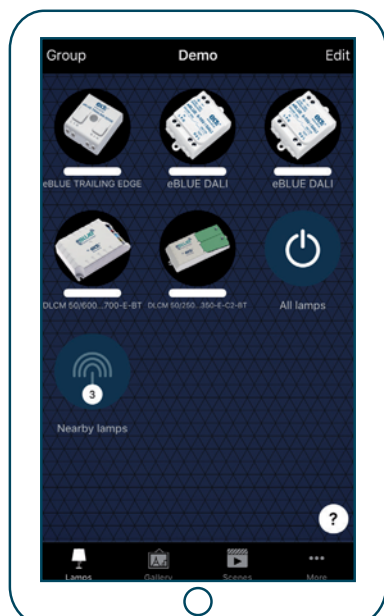 Group Demo Edit
eBLUE TRAILING EDGE eBLUE DALI eBLUE DALI
DLCM 50/600...700-E-BT DLCM 50/250...350-E-C2-BT All lamps
3
Nearby lamps
?
Lamps Gallery Scenes More